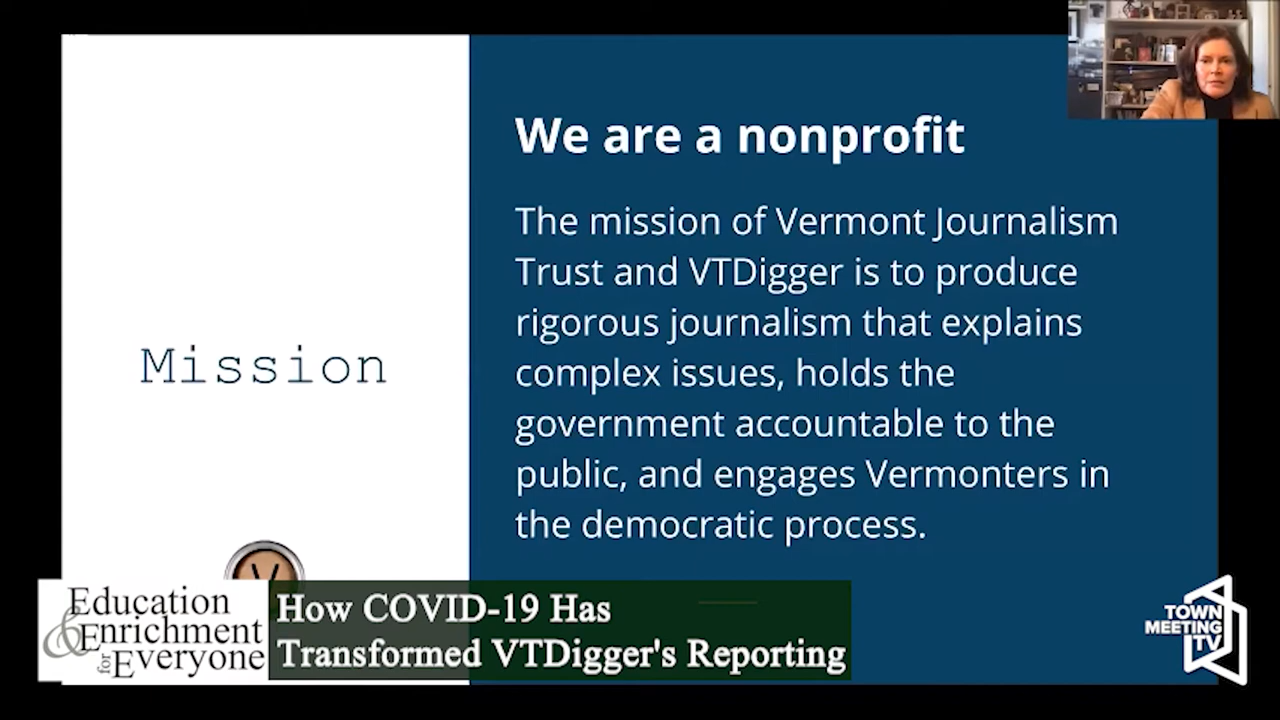 We are a nonprofit
The mission of Vermont Journalism
Trust and VTDigger is to produce
rigorous journalism that explains
complex issues, holds the
government accountable to the
public, and engages Vermonters in
the democratic process.
Mission
V
Education
& Enrichment
for Everyone
How COVID-19 Has
Transformed VTDigger's Reporting
TOWN
MEETING
TV